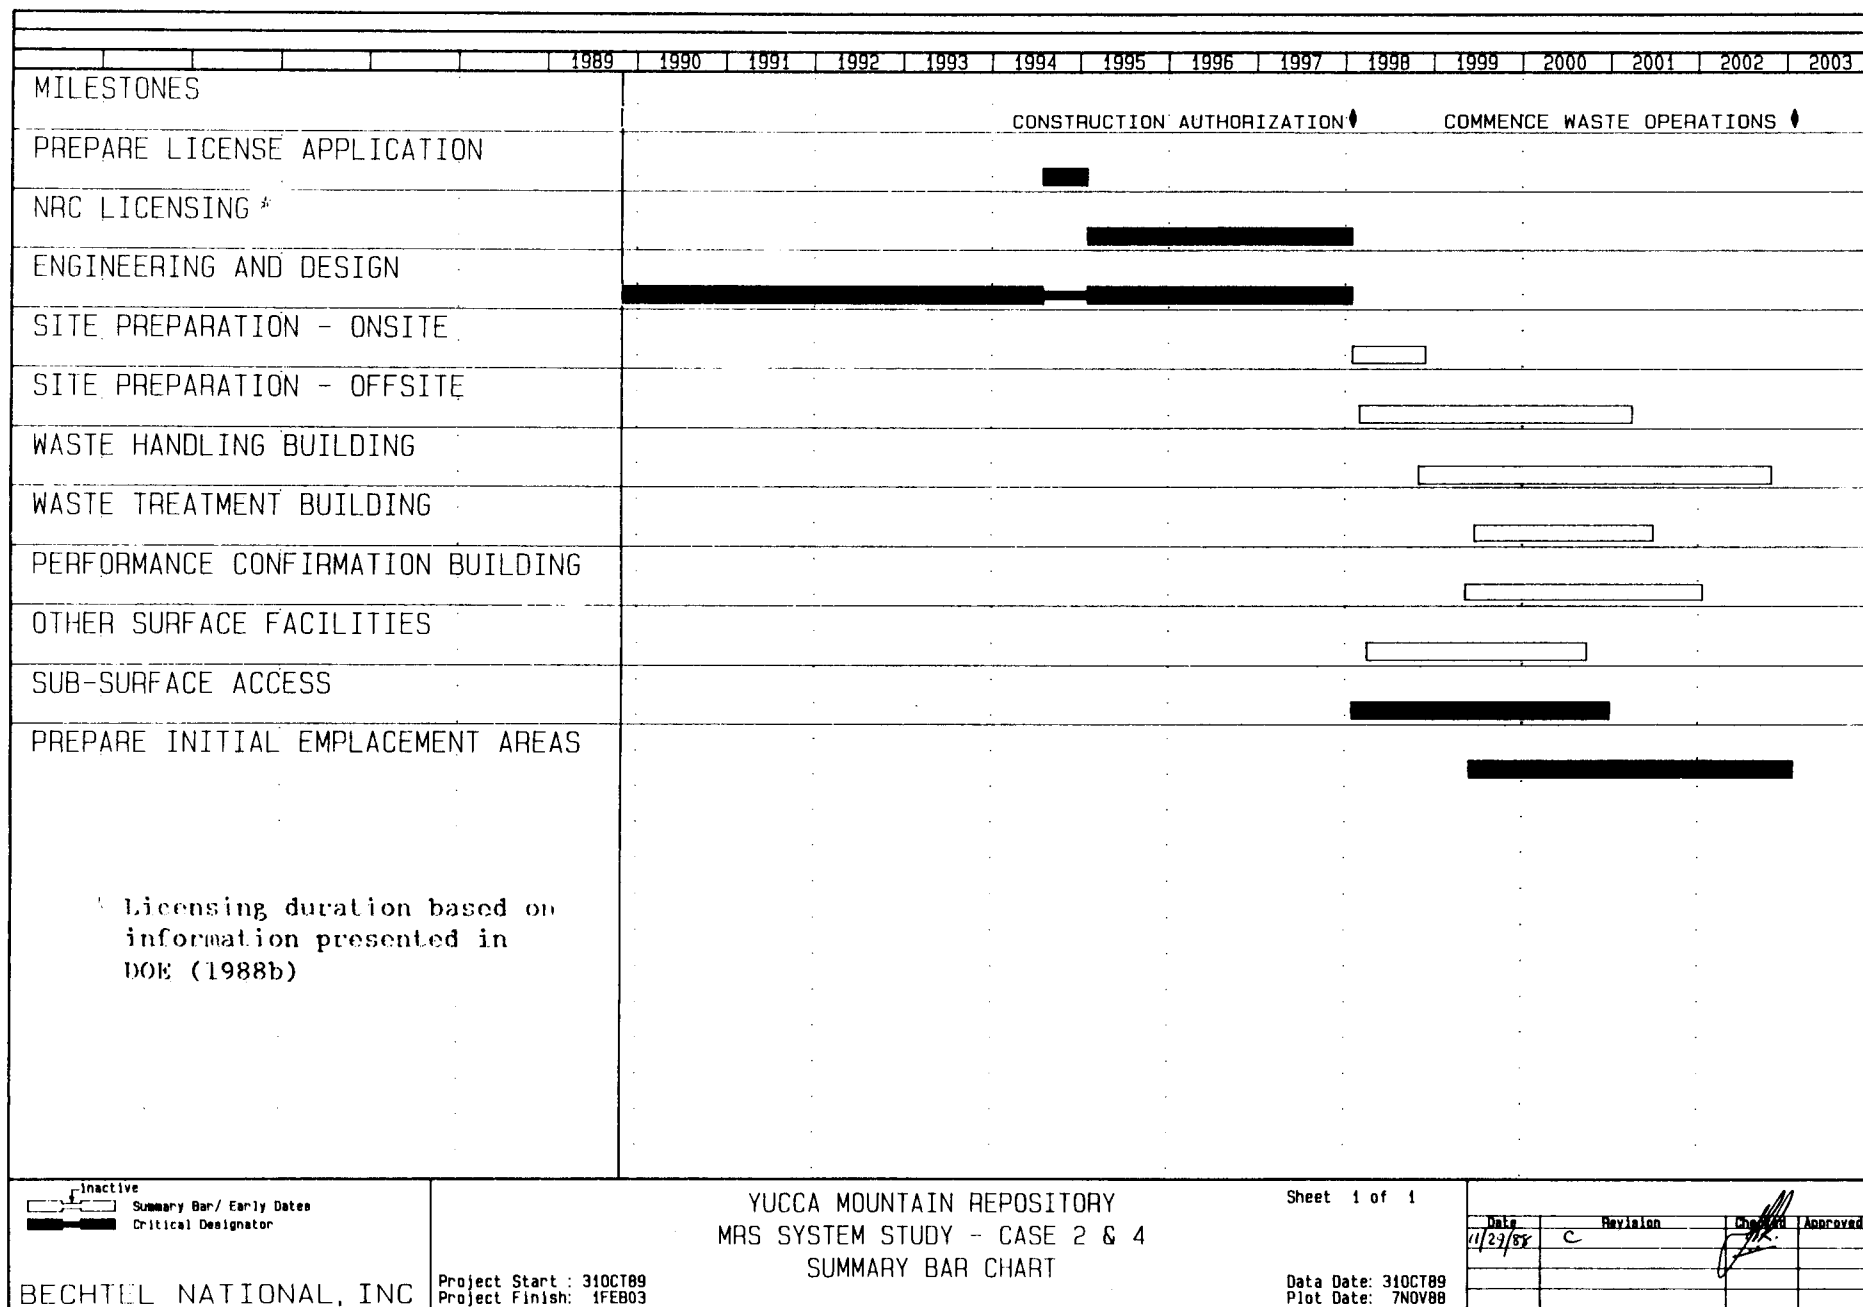 1989 1990 1991 1992 1993 1994 1995 1996 1997 1998 1999 2000 2001 2002 2003
MILESTONES
CONSTRUCTION AUTHORIZATION COMMENCE WASTE OPERATIONS
PREPARE LICENSE APPLICATION
NRC LICENSING *
ENGINEERING AND DESIGN
SITE PREPARATION - ONSITE
SITE PREPARATION - OFFSITE
WASTE HANDLING BUILDING
WASTE TREATMENT BUILDING
PERFORMANCE CONFIRMATION BUILDING
OTHER SURFACE FACILITIES
SUB-SURFACE ACCESS
PREPARE INITIAL EMPLACEMENT AREAS
Licensing duration based on
information presented in
DOE (1988b)
Inactive
Summary Bar/ Early Dates
Critical Designator
BECHTEL NATIONAL, INC
Project Start : 31OCT89
Project Finish: 1FEB03
YUCCA MOUNTAIN REPOSITORY
MRS SYSTEM STUDY - CASE 2 & 4
SUMMARY BAR CHART
Sheet 1 of 1
Data Date: 31OCT89
Plot Date: 7NOV88
Date Revision Checked Approved
11/29/88 C